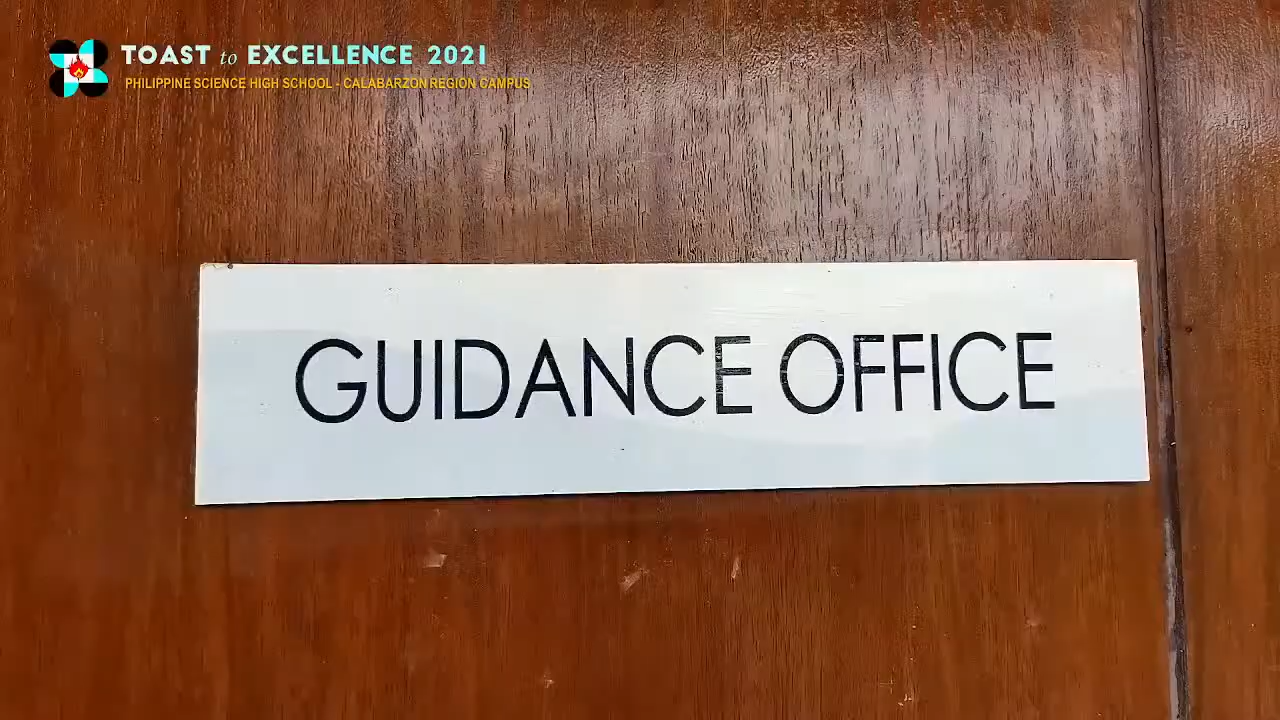 TOAST to EXCELLENCE 2021
PHILIPPINE SCIENCE HIGH SCHOOL - CALABARZON REGION CAMPUS
GUIDANCE OFFICE